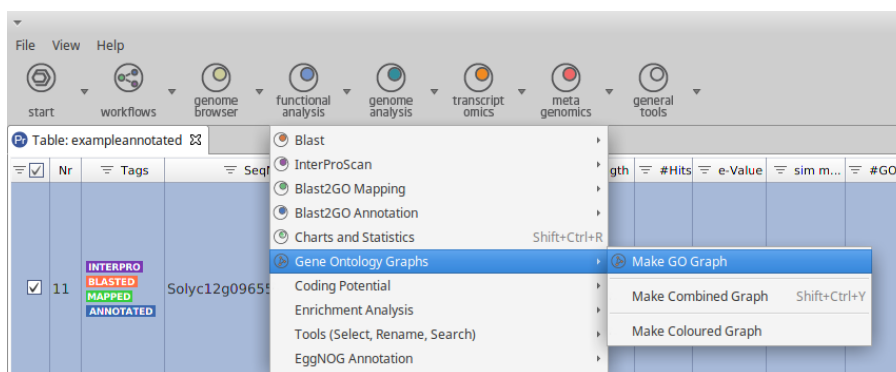 File View Help
start workflows genome browser functional analysis genome analysis transcript omics meta genomics general tools
Pr Table: exampleannotated
Nr Tags gth #Hits e-Value sim m... #GO
Blast
InterProScan
Blast2GO Mapping
Blast2GO Annotation
Charts and Statistics Shift+Ctrl+R
INTERPRO
BLASTED
MAPPED
ANNOTATED
11 Solyc12g09655
Gene Ontology Graphs
Coding Potential
Enrichment Analysis
Tools (Select, Rename, Search)
EggNOG Annotation
Make GO Graph
Make Combined Graph Shift+Ctrl+Y
Make Coloured Graph